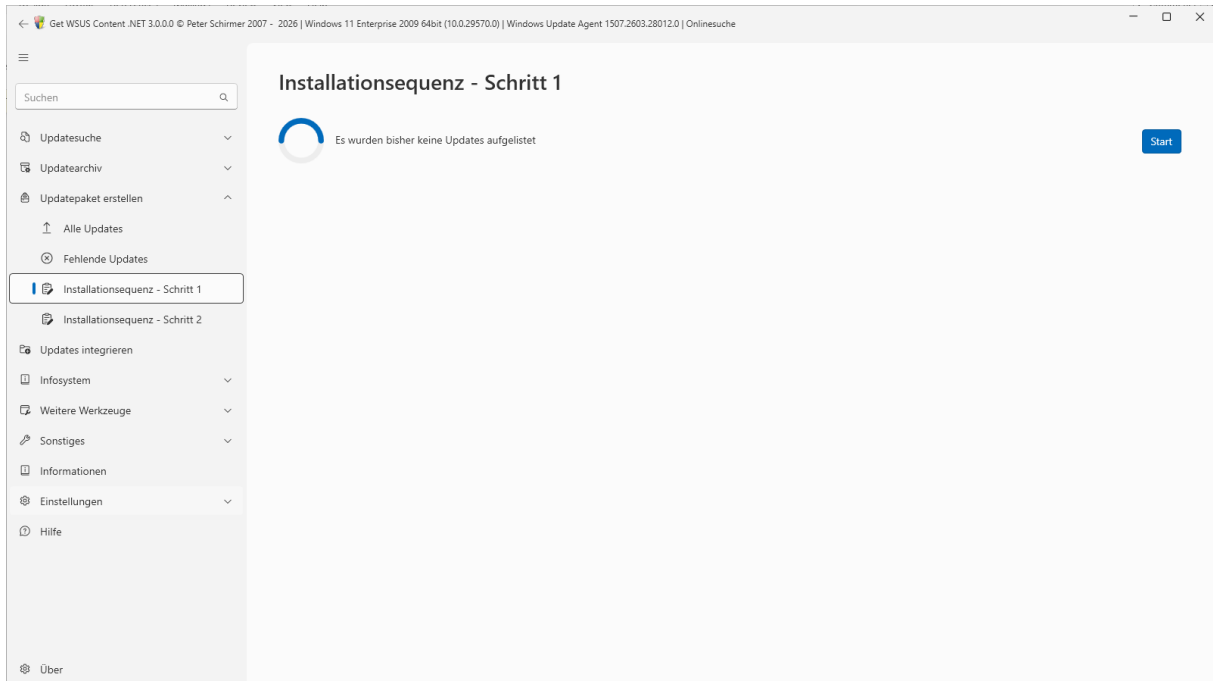 Get WSUS Content .NET 3.0.0.0 © Peter Schirmer 2007 - 2026 | Windows 11 Enterprise 2009 64bit (10.0.29570.0) | Windows Update Agent 1507.2603.28012.0 | Onlinesuche
Suchen
Updatesuche
Updatearchiv
Updatepaket erstellen
Alle Updates
Fehlende Updates
Installationsequenz - Schritt 1
Installationsequenz - Schritt 2
Updates integrieren
Infosystem
Weitere Werkzeuge
Sonstiges
Informationen
Einstellungen
Hilfe
Über
Installationsequenz - Schritt 1
Es wurden bisher keine Updates aufgelistet
Start